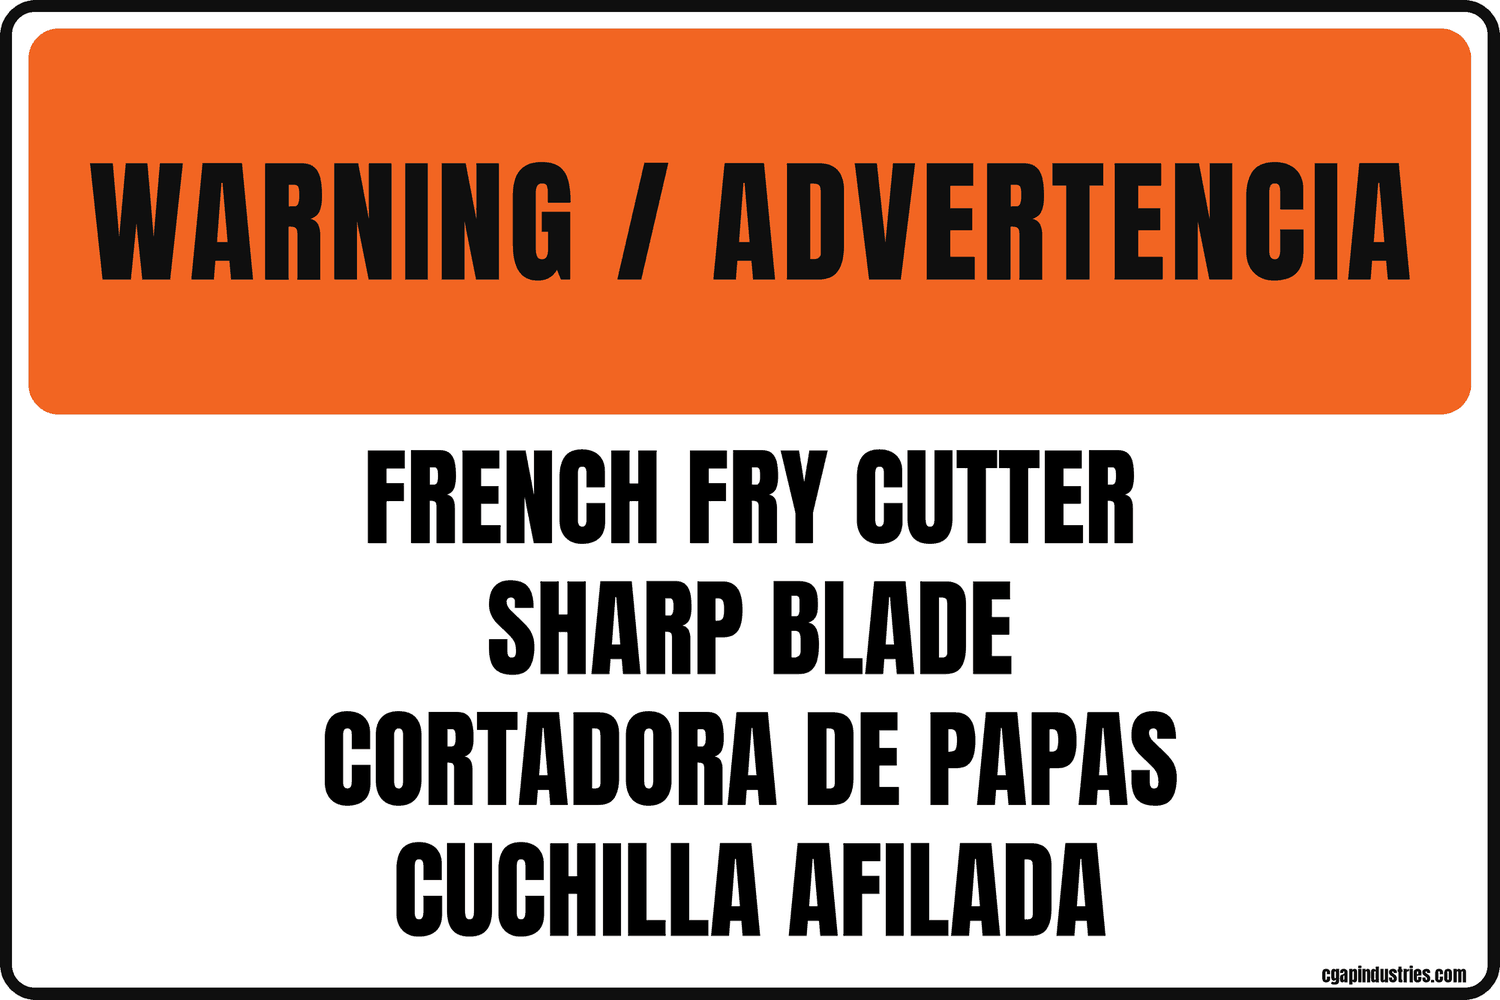 WARNING / ADVERTENCIA
FRENCH FRY CUTTER
SHARP BLADE
CORTADORA DE PAPAS
CUCHILLA AFILADA
cgapindustries.com